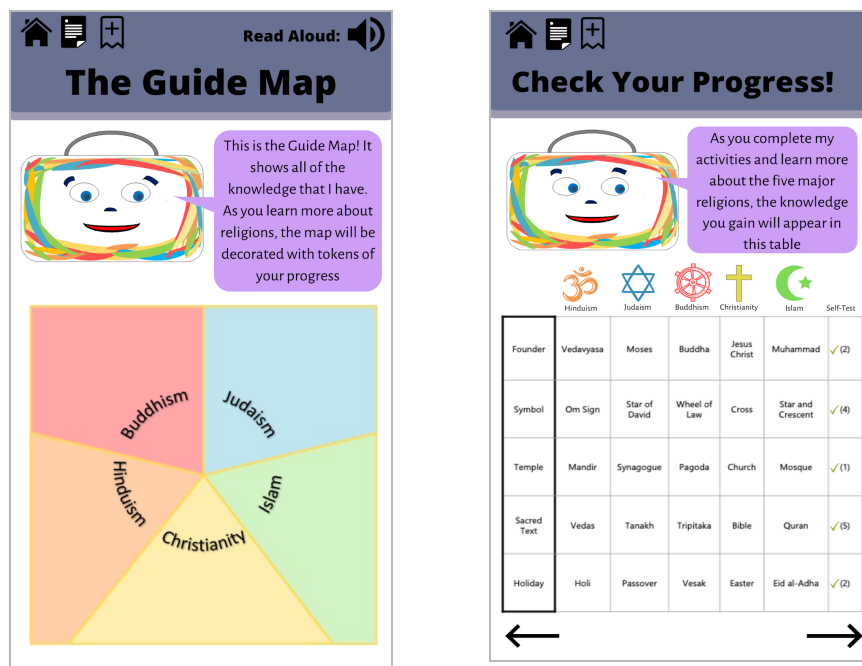 Read Aloud:
The Guide Map
This is the Guide Map! It
shows all of the
knowledge that I have.
As you learn more about
religions, the map will be
decorated with tokens of
your progress
Buddhism
Judaism
Hinduism
Islam
Christianity
Check Your Progress!
As you complete my
activities and learn more
about the five major
religions, the knowledge
you gain will appear in
this table
Hinduism Judaism Buddhism Christianity Islam Self-Test
Founder Vedavyasa Moses Buddha Jesus Christ Muhammad ✓(2)
Symbol Om Sign Star of David Wheel of Law Cross Star and Crescent ✓(4)
Temple Mandir Synagogue Pagoda Church Mosque ✓(1)
Sacred Text Vedas Tanakh Tripitaka Bible Quran ✓(5)
Holiday Holi Passover Vesak Easter Eid al-Adha ✓(2)